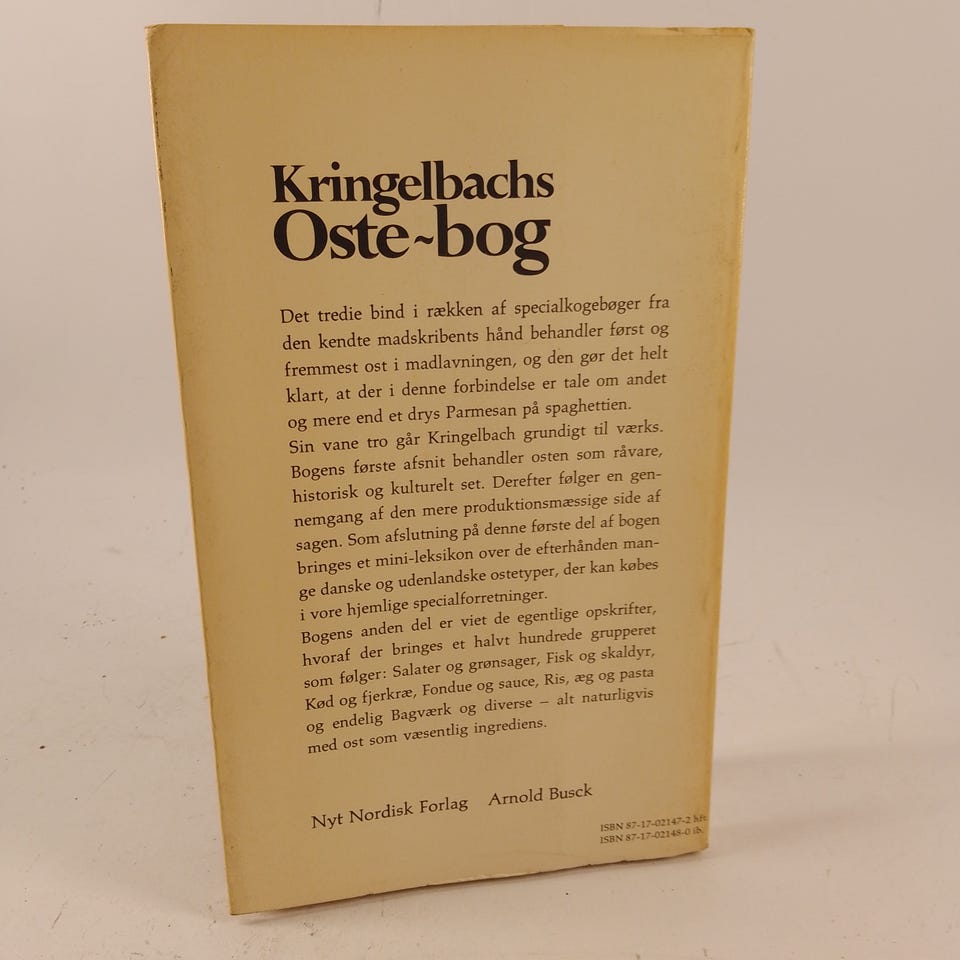 Kringelbachs
Oste~bog
Det tredie bind i rækken af specialkogebøger fra
den kendte madskribents hånd behandler først og
fremmest ost i madlavningen, og den gør det helt
klart, at der i denne forbindelse er tale om andet
og mere end et drys Parmesan på spaghettien.
Sin vane tro går Kringelbach grundigt til værks.
Bogens første afsnit behandler osten som råvare,
historisk og kulturelt set. Derefter følger en gen-
nemgang af den mere produktionsmæssige side af
sagen. Som afslutning på denne første del af bogen
bringes et mini-leksikon over de efterhånden man-
ge danske og udenlandske ostetyper, der kan købes
i vore hjemlige specialforretninger.
Bogens anden del er viet de egentlige opskrifter,
hvoraf der bringes et halvt hundrede grupperet
som følger: Salater og grønsager, Fisk og skaldyr,
Kød og fjerkræ, Fondue og sauce, Ris, æg og pasta
og endelig Bagværk og diverse – alt naturligvis
med ost som væsentlig ingrediens.
Nyt Nordisk Forlag Arnold Busck
ISBN 87-17-02147-2 hft.
ISBN 87-17-02148-0 ib.